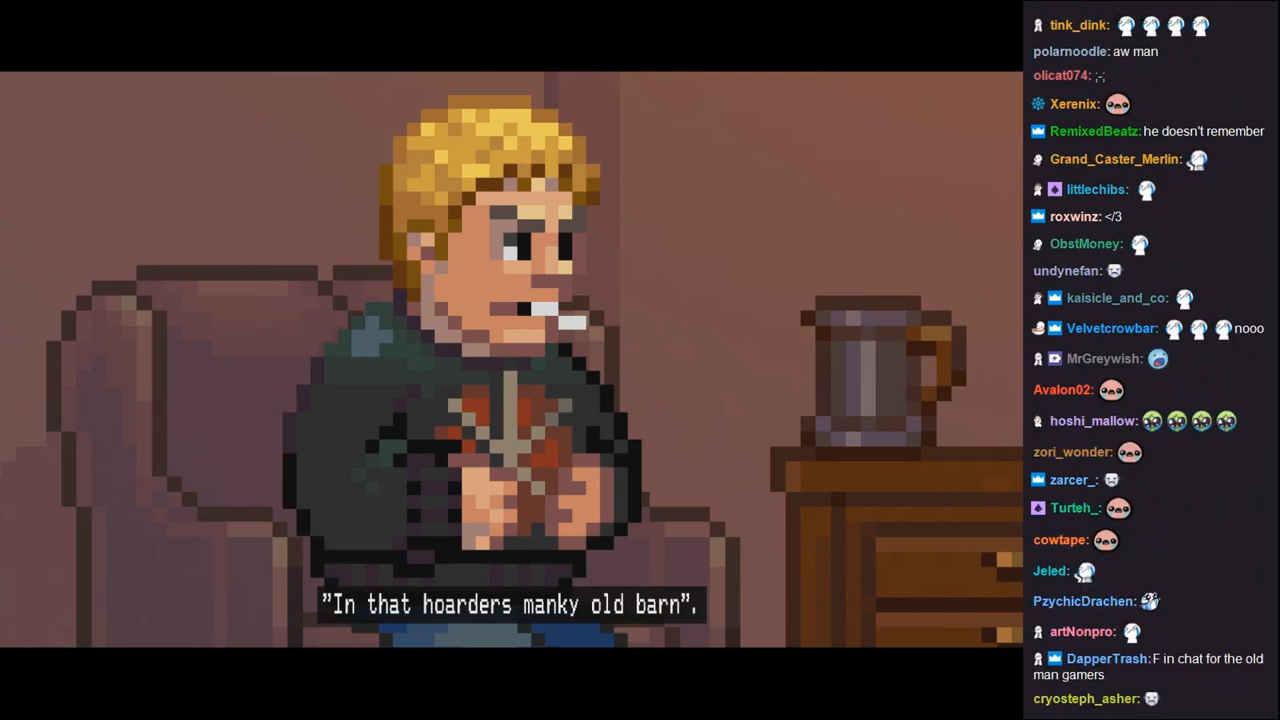 "In that hoarders manky old barn".
tink_dink:
polarnoodle: aw man
olicat074: ;-;
Xerenix:
RemixedBeatz: he doesn't remember
Grand_Caster_Merlin:
littlechibs:
roxwinz: </3
ObstMoney:
undynefan:
kaisicle_and_co:
Velvetcrowbar: nooo
MrGreywish:
Avalon02:
hoshi_mallow:
zori_wonder:
zarcer_:
Turteh_:
cowtape:
Jeled:
PzychicDrachen:
artNonpro:
DapperTrash: F in chat for the old
man gamers
cryosteph_asher: